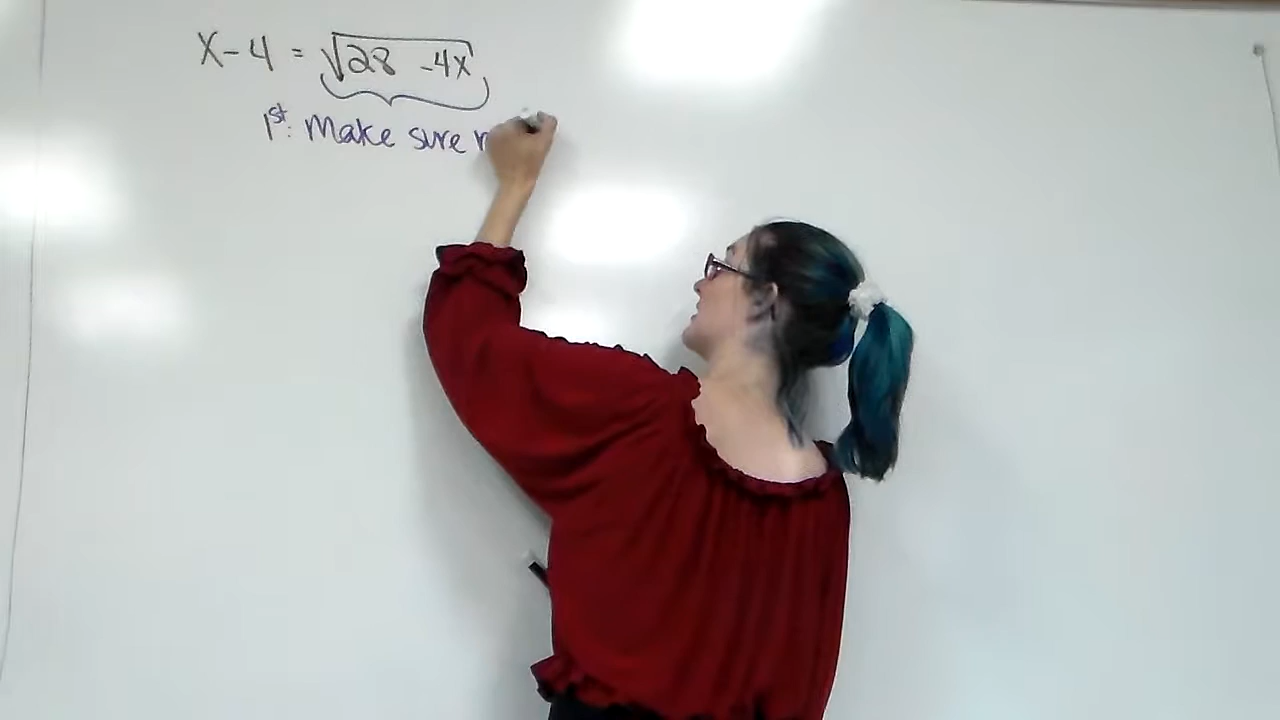 x - 4 = √28 - 4x
1st: Make sure